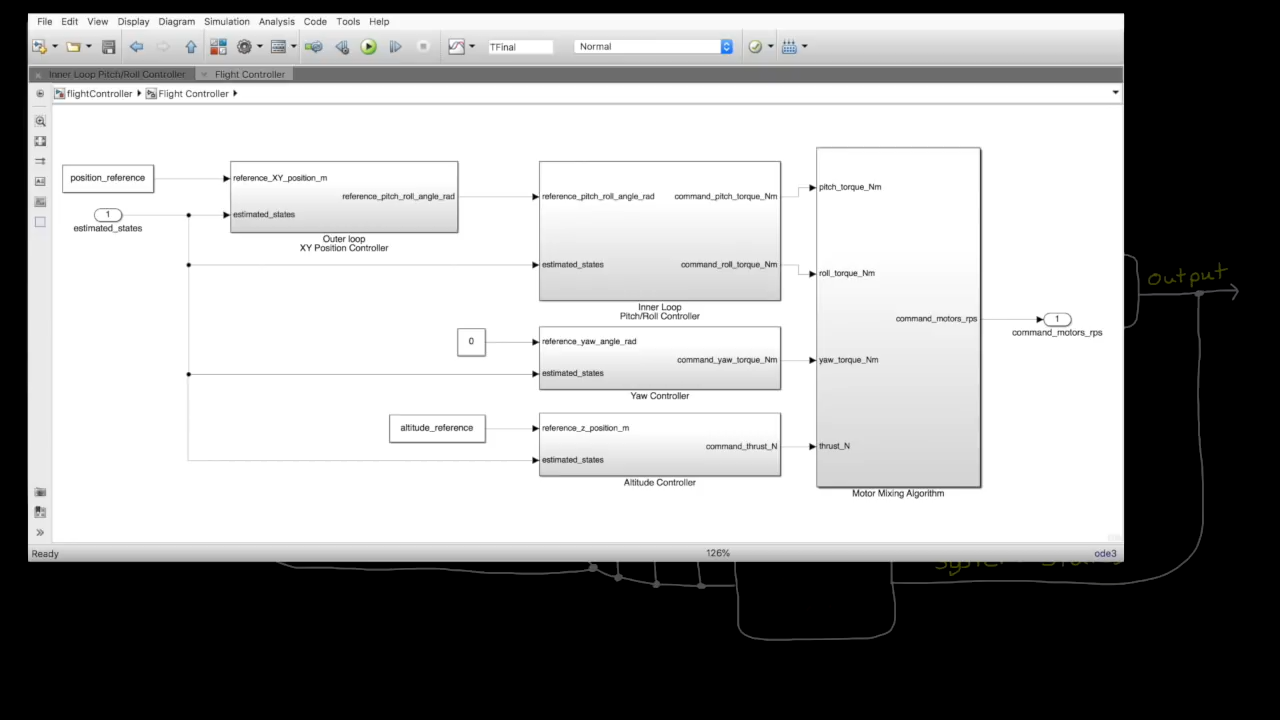 File Edit View Display Diagram Simulation Analysis Code Tools Help
TFinal Normal
Inner Loop Pitch/Roll Controller Flight Controller
flightController Flight Controller
position_reference
reference_XY_position_m
reference_pitch_roll_angle_rad
estimated_states
1
estimated_states
Outer loop
XY Position Controller
reference_pitch_roll_angle_rad
command_pitch_torque_Nm
estimated_states
command_roll_torque_Nm
Inner Loop
Pitch/Roll Controller
0
reference_yaw_angle_rad
command_yaw_torque_Nm
estimated_states
Yaw Controller
altitude_reference
reference_z_position_m
command_thrust_N
estimated_states
Altitude Controller
pitch_torque_Nm
roll_torque_Nm
command_motors_rps
yaw_torque_Nm
thrust_N
Motor Mixing Algorithm
1
command_motors_rps
output
Ready 126% ode3